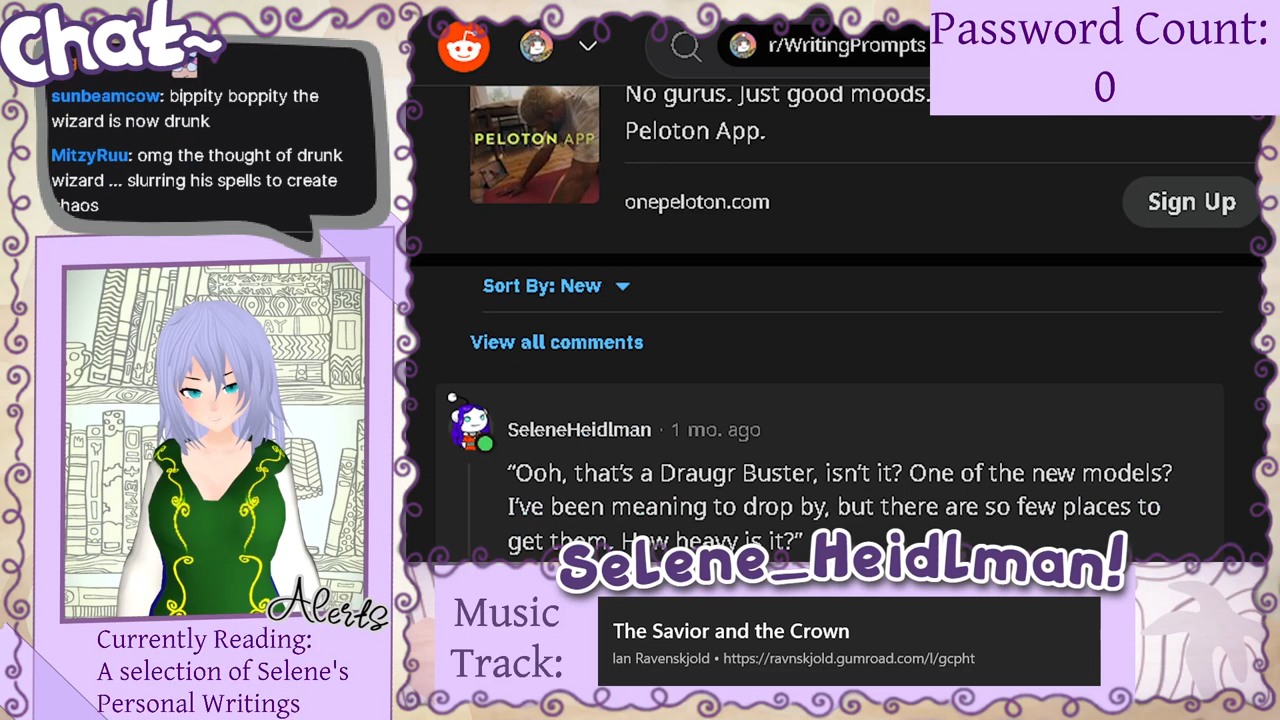 Chat~
sunbeamcow: bippity boppity the
wizard is now drunk
MitzyRuu: omg the thought of drunk
wizard ... slurring his spells to create
chaos
Alerts
Currently Reading:
A selection of Selene's
Personal Writings
r/WritingPrompts
Password Count:
0
PELOTON APP
No gurus. Just good moods.
Peloton App.
onepeloton.com
Sign Up
Sort By: New
View all comments
SeleneHeidlman · 1 mo. ago
“Ooh, that’s a Draugr Buster, isn’t it? One of the new models?
I’ve been meaning to drop by, but there are so few places to
get them. How heavy is it?”
Selene_Heidlman!
Music
Track:
The Savior and the Crown
Ian Ravenskjold • https://ravnskjold.gumroad.com/l/gcpht